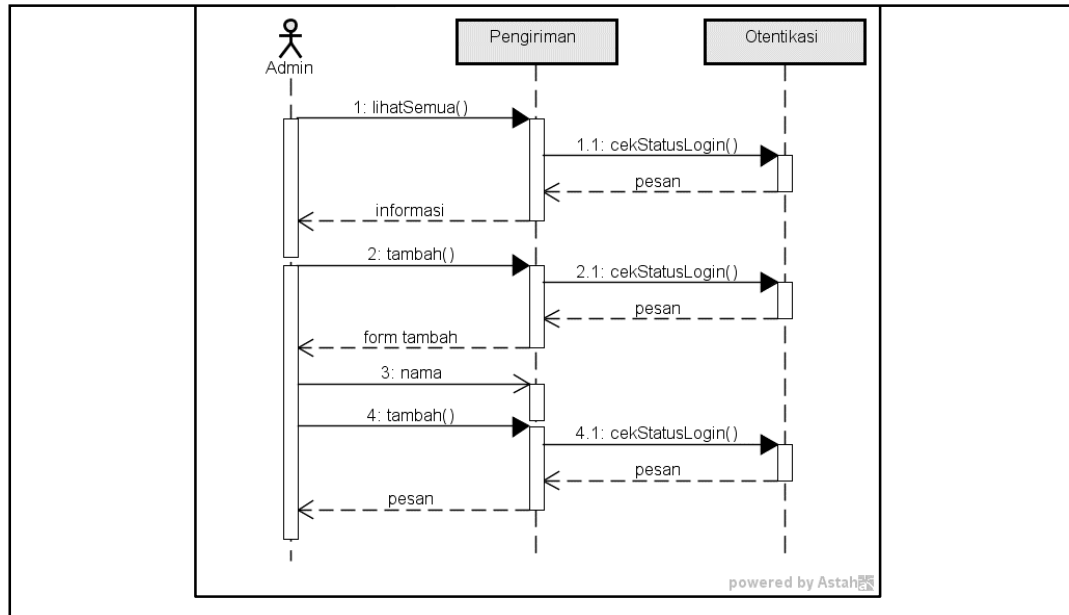 Pengiriman
Otentikasi
Admin
1: lihatSemua()
1.1: cekStatusLogin()
pesan
informasi
2: tambah()
2.1: cekStatusLogin()
pesan
form tambah
3: nama
4: tambah()
4.1: cekStatusLogin()
pesan
pesan
powered by Astah